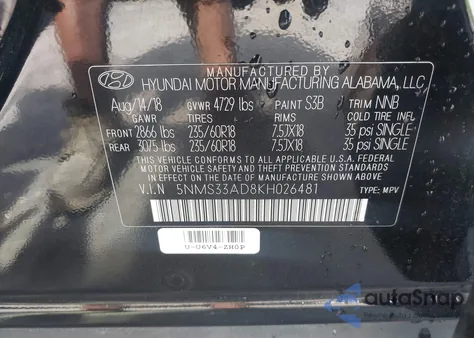 MANUFACTURED BY
HYUNDAI MOTOR MANUFACTURING ALABAMA, LLC
Aug/14/18 GVWR 4729 lbs PAINT S3B TRIM NNB
GAWR TIRES RIMS COLD TIRE INFL
FRONT 2866 lbs 235/60R18 7.5JX18 35 psi SINGLE
REAR 3075 lbs 235/60R18 7.5JX18 35 psi SINGLE
THIS VEHICLE CONFORMS TO ALL APPLICABLE U.S.A. FEDERAL
MOTOR VEHICLE SAFETY AND THEFT PREVENTION STANDARDS
IN EFFECT ON THE DATE OF MANUFACTURE SHOWN ABOVE
V.I.N 5NMS33AD8KH026481 TYPE: MPV
U-U6V4-ZH0P
autoSnap